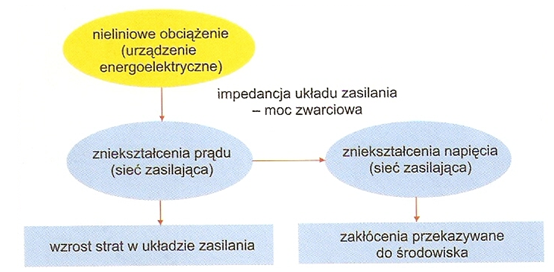 nieliniowe obciążenie
(urządzenie
energoelektryczne)
impedancja układu zasilania
– moc zwarciowa
zniekształcenia prądu
(sieć zasilająca)
zniekształcenia napięcia
(sieć zasilająca)
wzrost strat w układzie zasilania
zakłócenia przekazywane
do środowiska